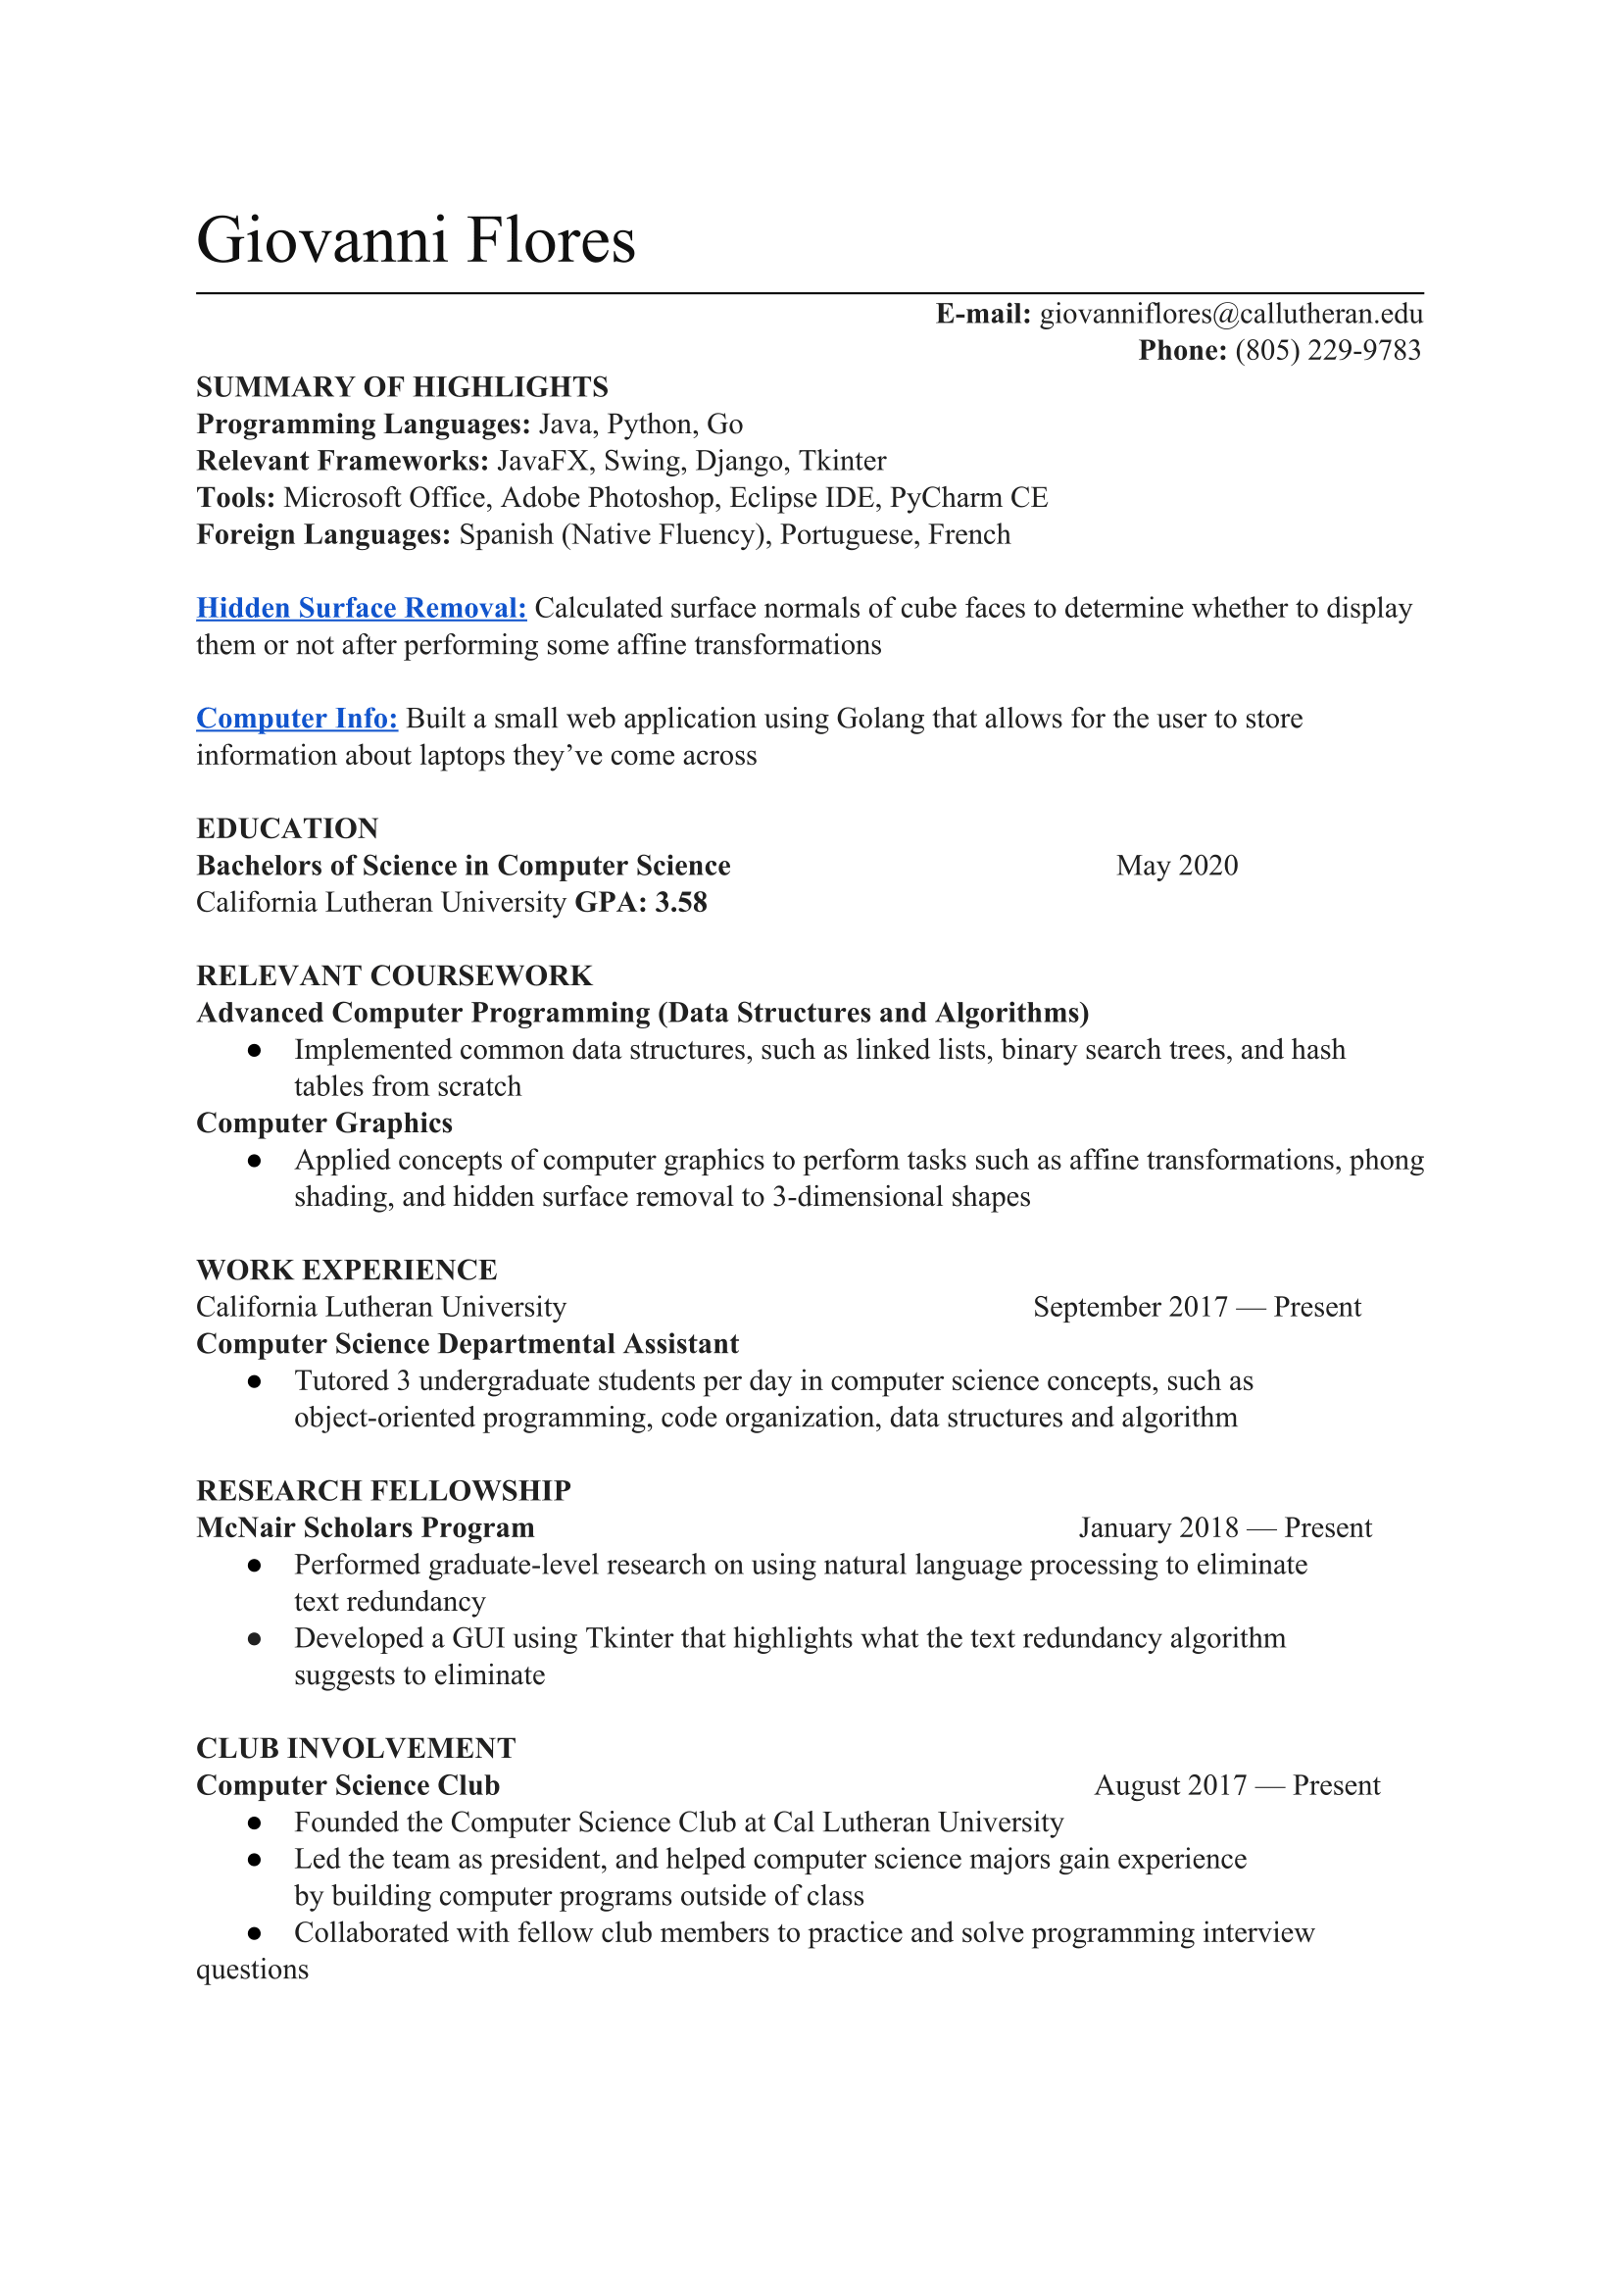 Giovanni Flores
E-mail: giovanniflores@callutheran.edu
Phone: (805) 229-9783
SUMMARY OF HIGHLIGHTS
Programming Languages: Java, Python, Go
Relevant Frameworks: JavaFX, Swing, Django, Tkinter
Tools: Microsoft Office, Adobe Photoshop, Eclipse IDE, PyCharm CE
Foreign Languages: Spanish (Native Fluency), Portuguese, French
Hidden Surface Removal: Calculated surface normals of cube faces to determine whether to display
them or not after performing some affine transformations
Computer Info: Built a small web application using Golang that allows for the user to store
information about laptops they’ve come across
EDUCATION
Bachelors of Science in Computer Science May 2020
California Lutheran University GPA: 3.58
RELEVANT COURSEWORK
Advanced Computer Programming (Data Structures and Algorithms)
● Implemented common data structures, such as linked lists, binary search trees, and hash
tables from scratch
Computer Graphics
● Applied concepts of computer graphics to perform tasks such as affine transformations, phong
shading, and hidden surface removal to 3-dimensional shapes
WORK EXPERIENCE
California Lutheran University September 2017 — Present
Computer Science Departmental Assistant
● Tutored 3 undergraduate students per day in computer science concepts, such as
object-oriented programming, code organization, data structures and algorithm
RESEARCH FELLOWSHIP
McNair Scholars Program January 2018 — Present
● Performed graduate-level research on using natural language processing to eliminate
text redundancy
● Developed a GUI using Tkinter that highlights what the text redundancy algorithm
suggests to eliminate
CLUB INVOLVEMENT
Computer Science Club August 2017 — Present
● Founded the Computer Science Club at Cal Lutheran University
● Led the team as president, and helped computer science majors gain experience
by building computer programs outside of class
● Collaborated with fellow club members to practice and solve programming interview
questions